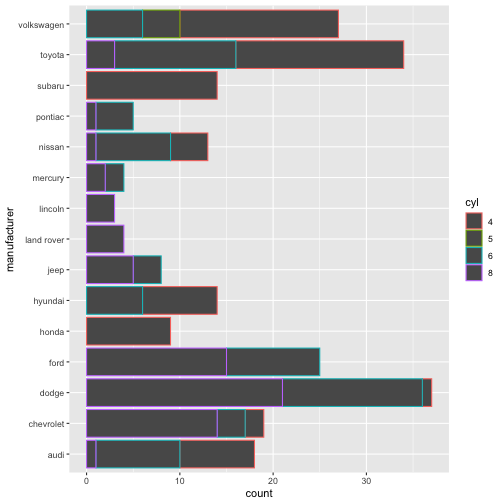 volkswagen
toyota
subaru
pontiac
nissan
mercury
lincoln
land rover
jeep
hyundai
honda
ford
dodge
chevrolet
audi
manufacturer
0
10
20
30
count
cyl
4
5
6
8